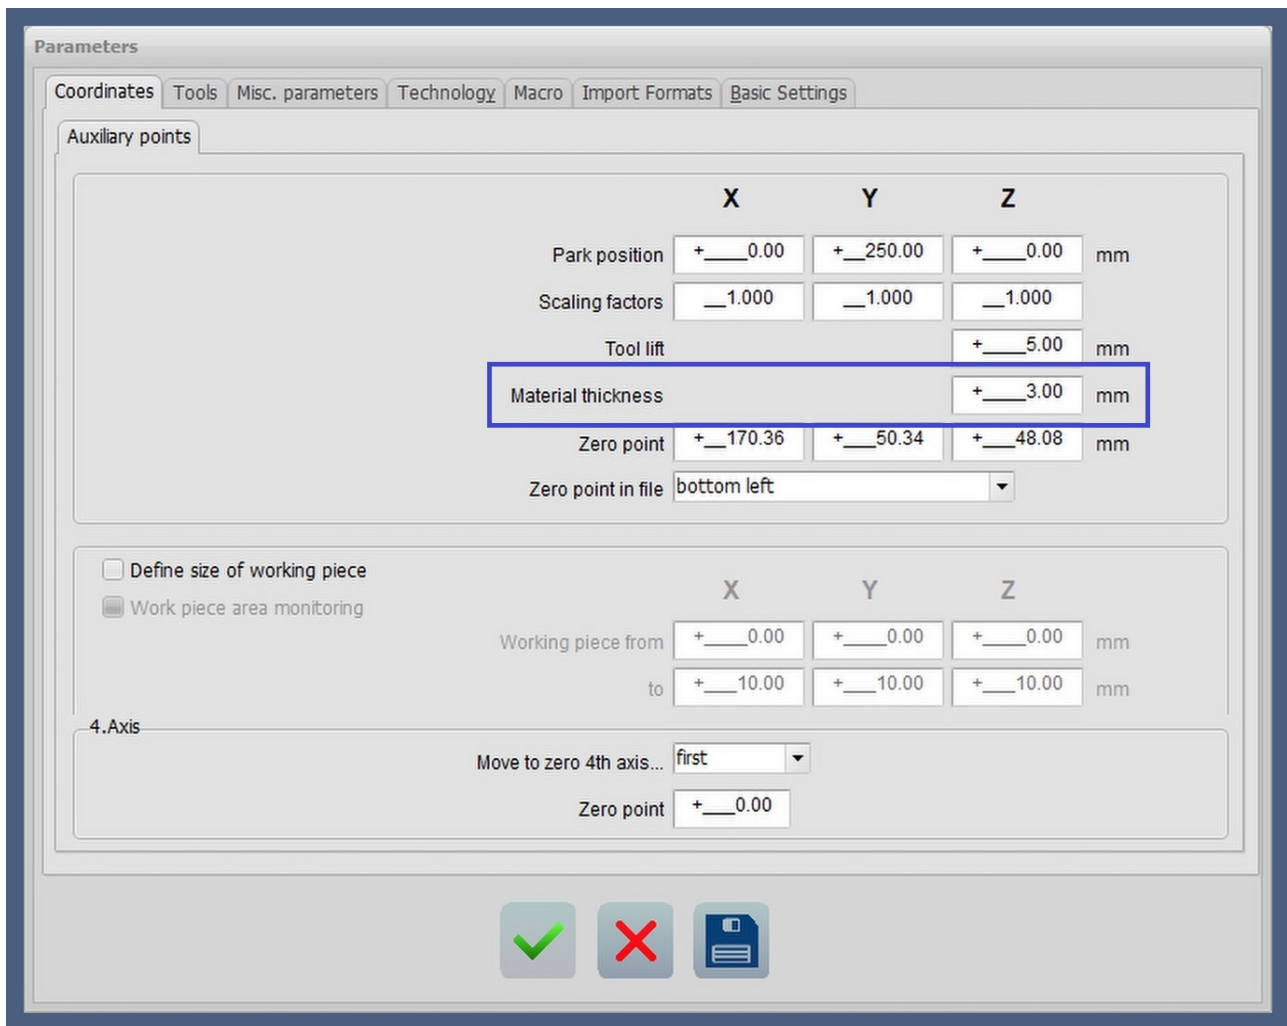 Parameters
Coordinates Tools Misc. parameters Technology Macro Import Formats Basic Settings
Auxiliary points
X Y Z
Park position +____0.00 +__250.00 +____0.00 mm
Scaling factors __1.000 __1.000 __1.000
Tool lift +____5.00 mm
Material thickness +____3.00 mm
Zero point +__170.36 +___50.34 +___48.08 mm
Zero point in file bottom left
Define size of working piece
X Y Z
Work piece area monitoring
Working piece from +____0.00 +____0.00 +____0.00 mm
to +___10.00 +___10.00 +___10.00 mm
4.Axis
Move to zero 4th axis... first
Zero point +___0.00